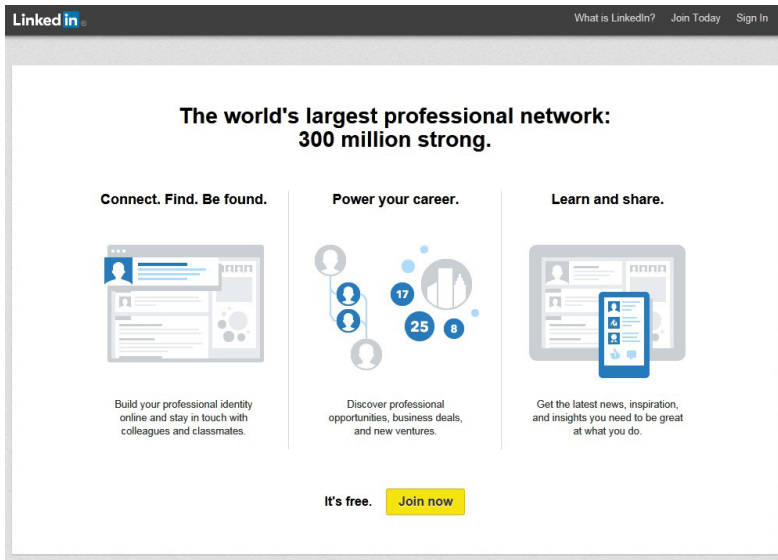 Linked in ®
What is LinkedIn? Join Today Sign In
The world's largest professional network:
300 million strong.
Connect. Find. Be found.
Power your career.
Learn and share.
17
25
8
Build your professional identity
online and stay in touch with
colleagues and classmates.
Discover professional
opportunities, business deals,
and new ventures.
Get the latest news, inspiration,
and insights you need to be great
at what you do.
It's free. Join now